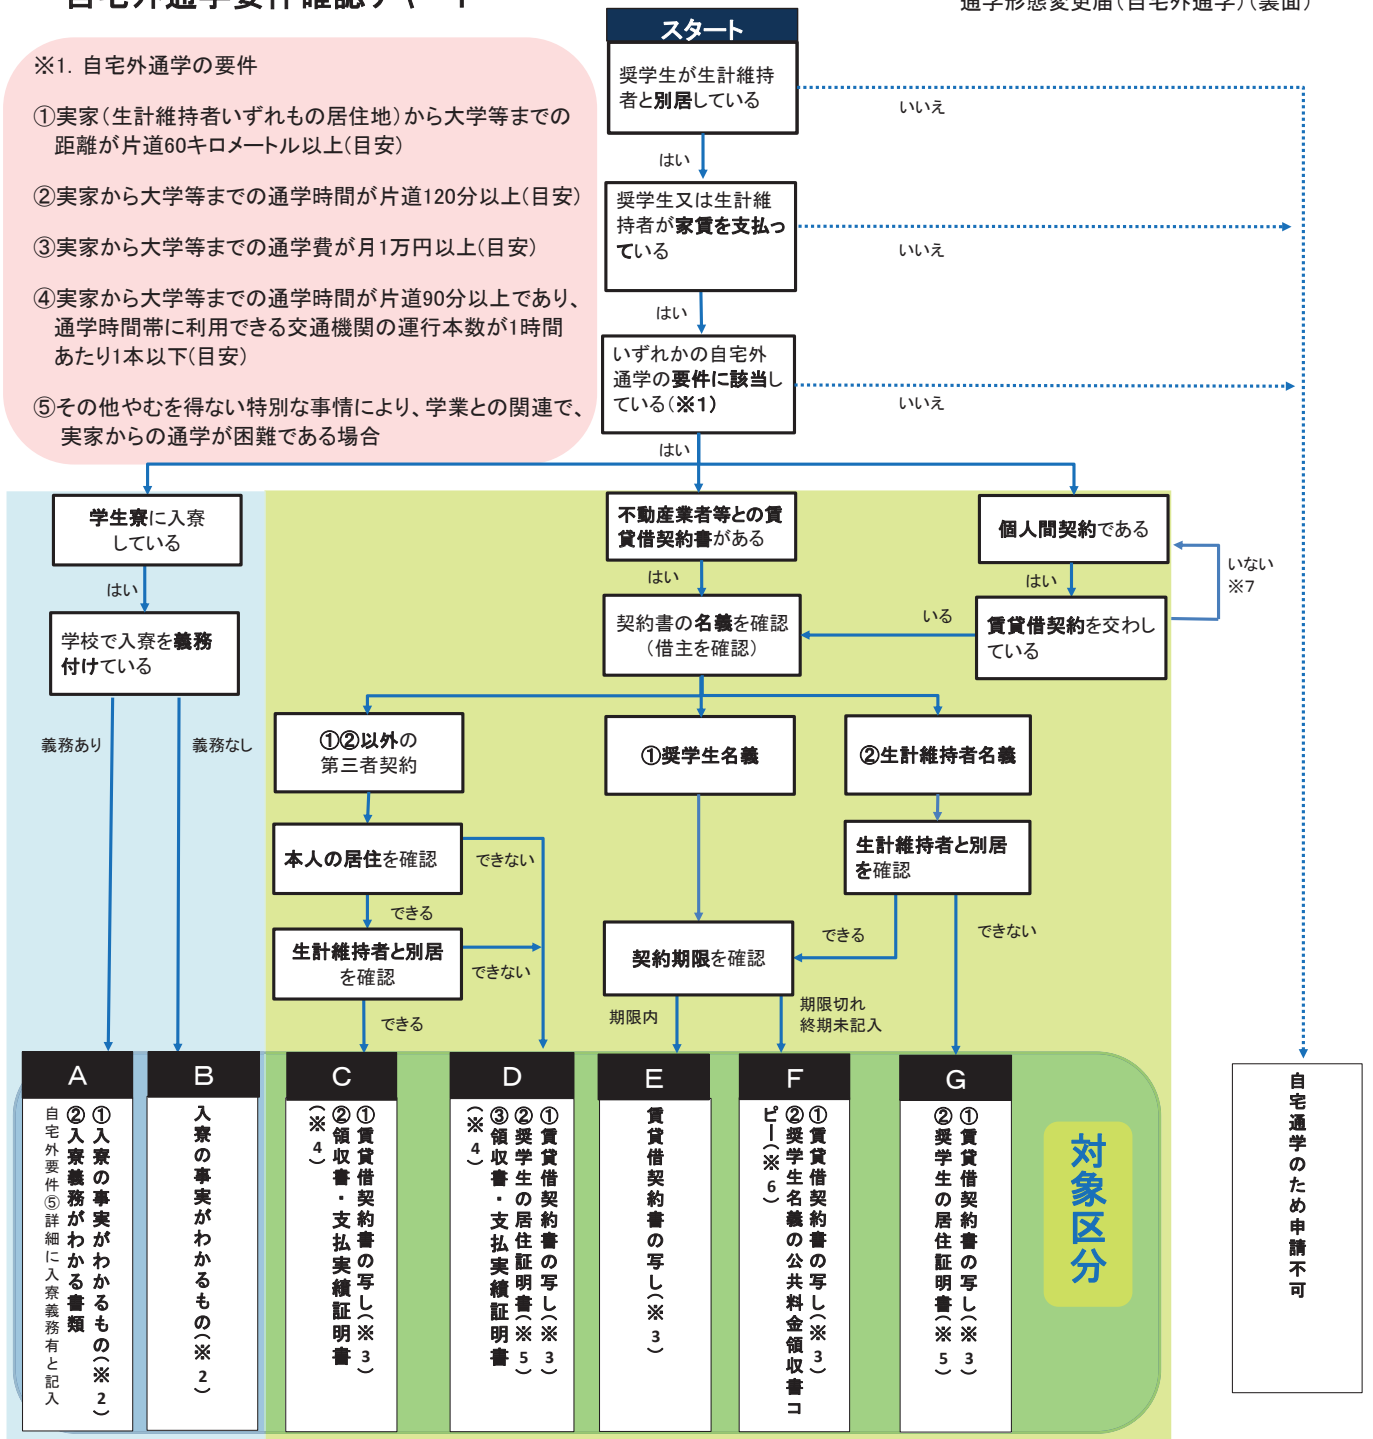 自宅外通学要件確認チャート
通学形態変更届(自宅外通学)(裏面)
※1. 自宅外通学の要件
①実家(生計維持者いずれもの居住地)から大学等までの
距離が片道60キロメートル以上(目安)
②実家から大学等までの通学時間が片道120分以上(目安)
③実家から大学等までの通学費が月1万円以上(目安)
④実家から大学等までの通学時間が片道90分以上であり、
通学時間帯に利用できる交通機関の運行本数が1時間
あたり1本以下(目安)
⑤その他やむを得ない特別な事情により、学業との関連で、
実家からの通学が困難である場合
スタート
奨学生が生計維持
者と別居している
いいえ
はい
奨学生又は生計維
持者が家賃を支払っ
ている
いいえ
はい
いずれかの自宅外
通学の要件に該当し
ている(※1)
いいえ
はい
学生寮に入寮
している
はい
学校で入寮を義務
付けている
義務あり
義務なし
不動産業者等との賃
貸借契約書がある
はい
契約書の名義を確認
(借主を確認)
個人間契約である
はい
いない
※7
賃貸借契約を交わし
ている
いる
①②以外の
第三者契約
①奨学生名義
②生計維持者名義
本人の居住を確認
できない
できる
生計維持者と別居
を確認
できない
できる
生計維持者と別居
を確認
できる
できない
契約期限を確認
期限内
期限切れ
終期未記入
A
①入寮の事実がわかるもの(※2)
②入寮義務がわかる書類
自宅外要件⑤詳細に入寮義務有と記入
B
入寮の事実がわかるもの(※2)
C
①賃貸借契約書の写し(※3)
②領収書・支払実績証明書
(※4)
D
①賃貸借契約書の写し(※3)
②奨学生の居住証明書(※5)
③領収書・支払実績証明書
(※4)
E
賃貸借契約書の写し(※3)
F
①賃貸借契約書の写し(※3)
②奨学生名義の公共料金領収書コ
ピー(※6)
G
①賃貸借契約書の写し(※3)
②奨学生の居住証明書(※5)
対象区分
自宅通学のため申請不可